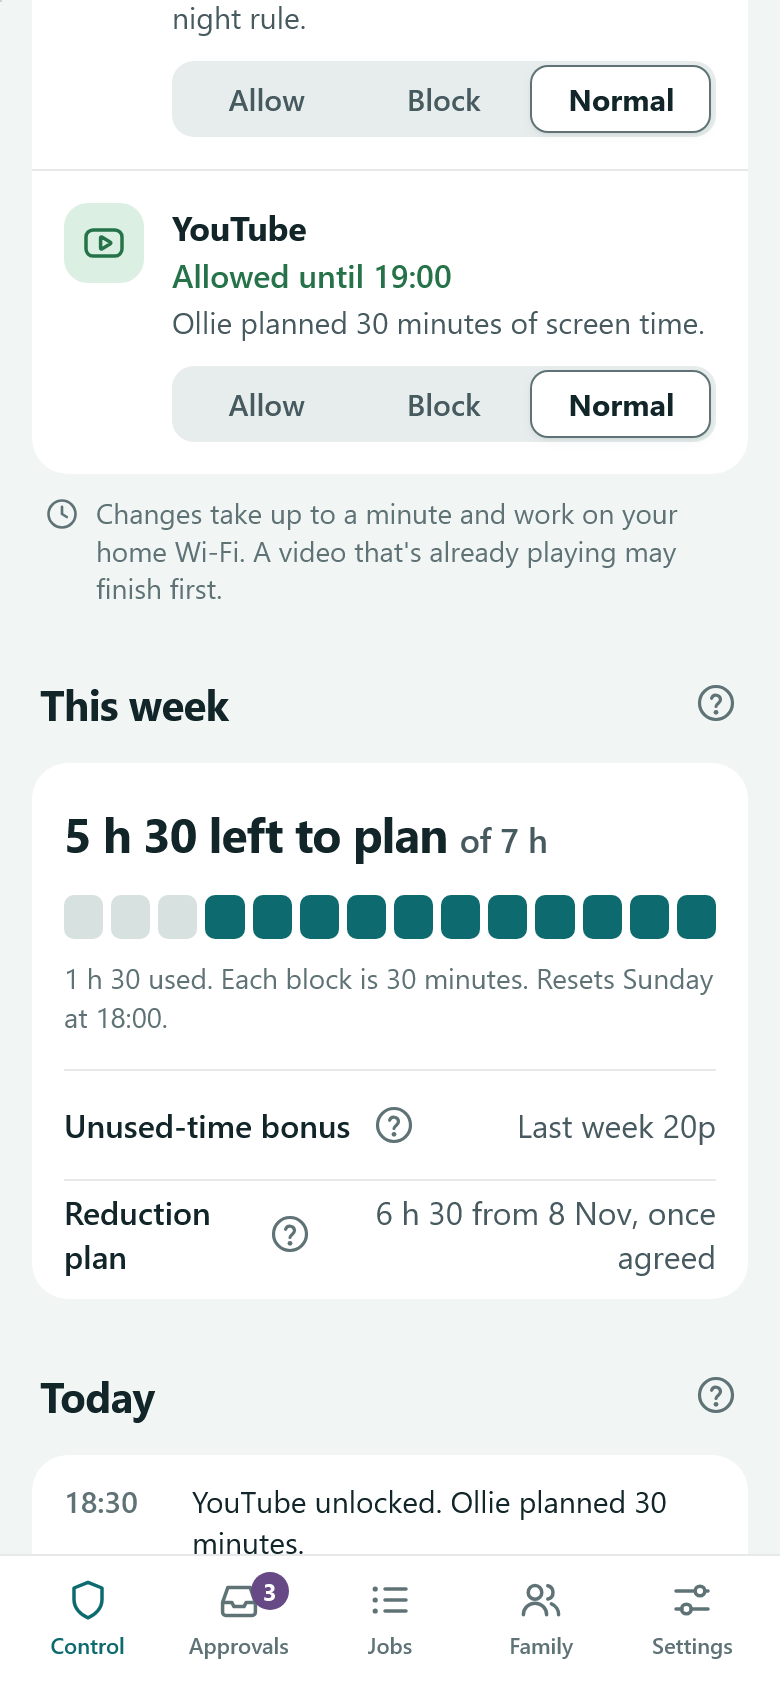 night rule.
Allow Block Normal
YouTube
Allowed until 19:00
Ollie planned 30 minutes of screen time.
Allow Block Normal
Changes take up to a minute and work on your
home Wi-Fi. A video that's already playing may
finish first.
This week
5 h 30 left to plan of 7 h
1 h 30 used. Each block is 30 minutes. Resets Sunday
at 18:00.
Unused-time bonus Last week 20p
Reduction
plan
6 h 30 from 8 Nov, once
agreed
Today
18:30 YouTube unlocked. Ollie planned 30
minutes.
3
Control Approvals Jobs Family Settings